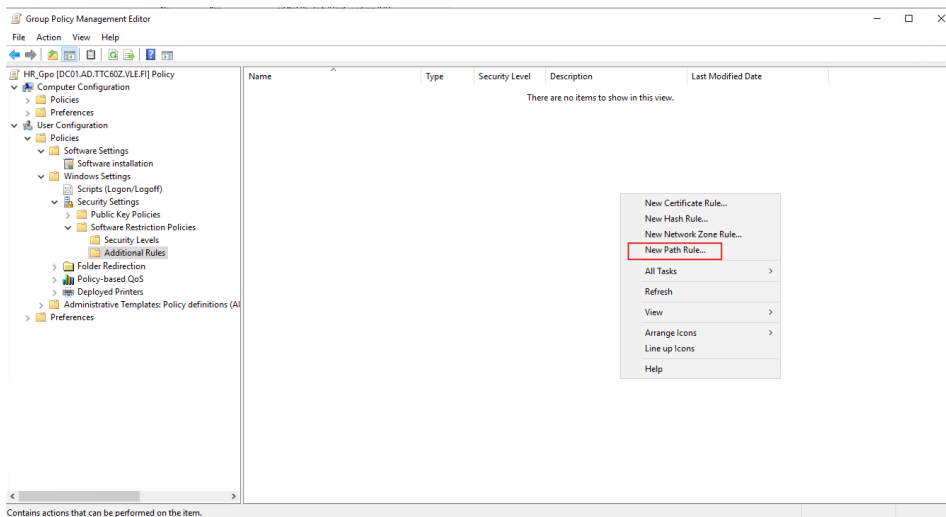 Group Policy Management Editor
File Action View Help
HR_Gpo [DC01.AD.TTC60Z.VLE.FI] Policy
Computer Configuration
Policies
Preferences
User Configuration
Policies
Software Settings
Software installation
Windows Settings
Scripts (Logon/Logoff)
Security Settings
Public Key Policies
Software Restriction Policies
Security Levels
Additional Rules
Folder Redirection
Policy-based QoS
Deployed Printers
Administrative Templates: Policy definitions (AI
Preferences
Name Type Security Level Description Last Modified Date
There are no items to show in this view.
New Certificate Rule...
New Hash Rule...
New Network Zone Rule...
New Path Rule...
All Tasks
Refresh
View
Arrange Icons
Line up Icons
Help
Contains actions that can be performed on the item.